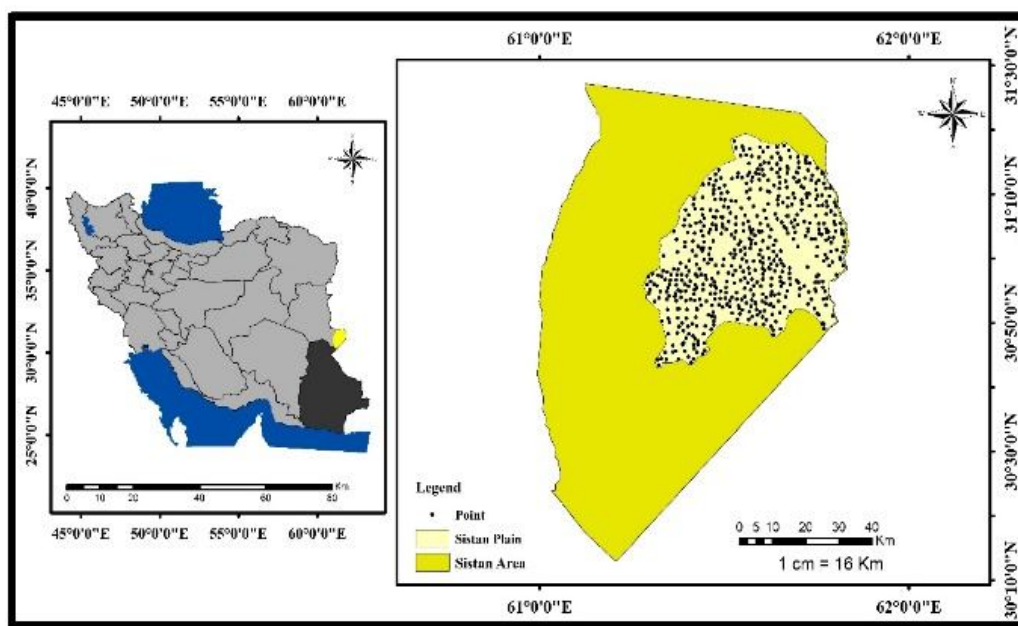 61°0'0"E 62°0'0"E
45°0'0"E 50°0'0"E 55°0'0"E 60°0'0"E
40°0'0"N
35°0'0"N
30°0'0"N
25°0'0"N
0 5 10 20 40 60 80 Km
45°0'0"E 50°0'0"E 55°0'0"E 60°0'0"E
31°30'0"N
31°10'0"N
30°50'0"N
30°30'0"N
30°10'0"N
Legend
Point
Sistan Plain
Sistan Area
0 5 10 20 30 40
Km
1 cm = 16 Km
61°0'0"E 62°0'0"E